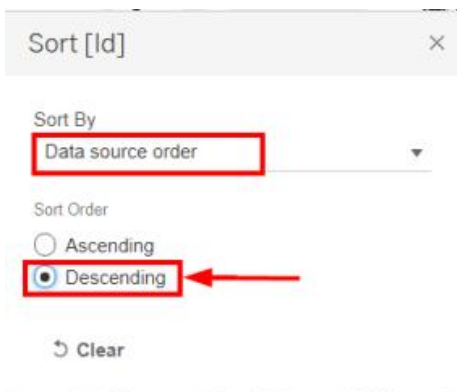 Sort [Id]
Sort By
Data source order
Sort Order
Ascending
Descending
Clear